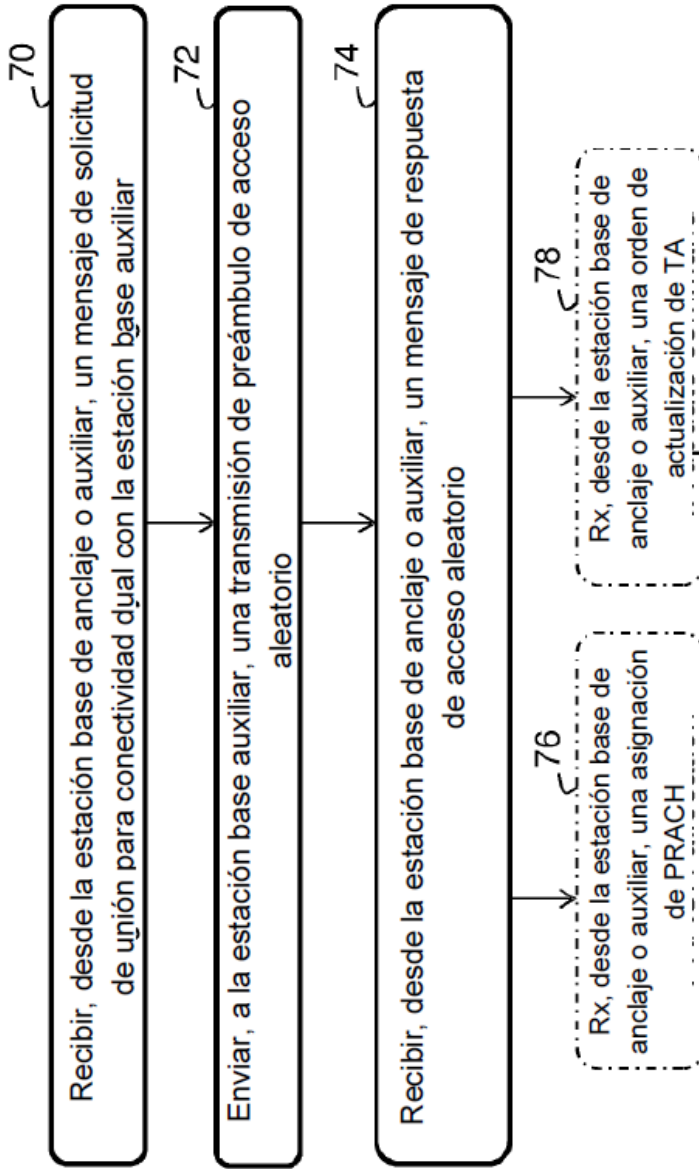 70
Recibir, desde la estación base de anclaje o auxiliar, un mensaje de solicitud
de unión para conectividad dual con la estación base auxiliar
72
Enviar, a la estación base auxiliar, una transmisión de preámbulo de acceso
aleatorio
74
Recibir, desde la estación base de anclaje o auxiliar, un mensaje de respuesta
de acceso aleatorio
76
Rx, desde la estación base de
anclaje o auxiliar, una asignación
de PRACH
78
Rx, desde la estación base de
anclaje o auxiliar, una orden de
actualización de TA